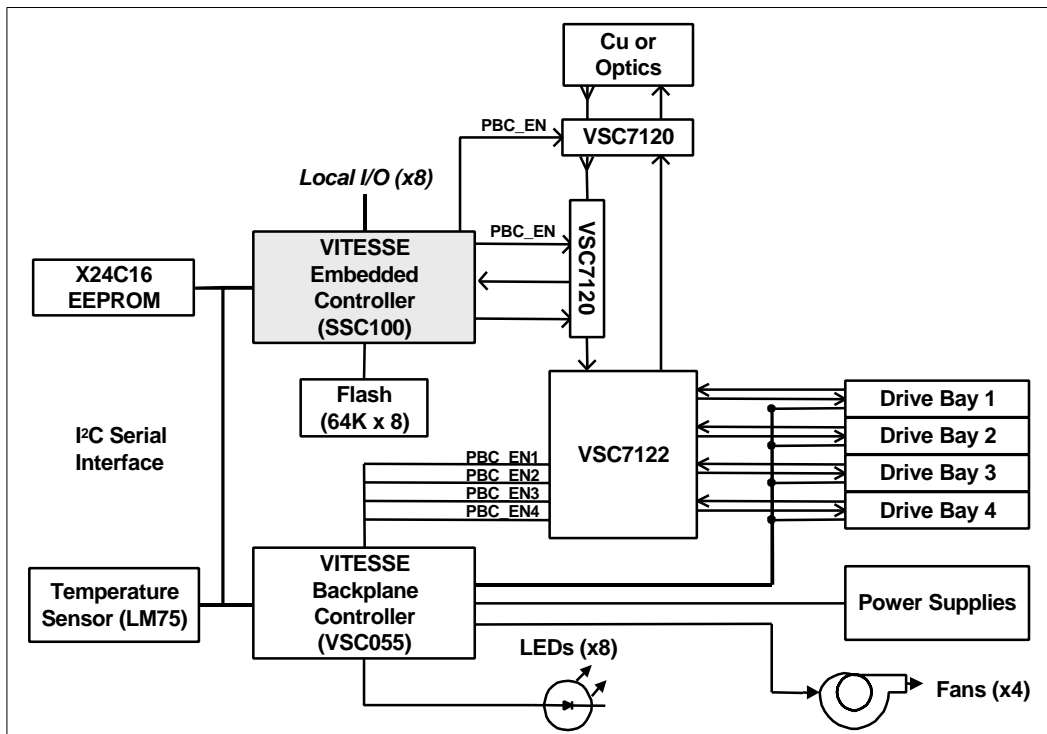 Cu or
Optics
PBC_EN
VSC7120
Local I/O (x8)
VITESSE
Embedded
Controller
(SSC100)
PBC_EN
VSC7120
X24C16
EEPROM
Flash
(64K x 8)
I²C Serial
Interface
VSC7122
Drive Bay 1
Drive Bay 2
Drive Bay 3
Drive Bay 4
PBC_EN1
PBC_EN2
PBC_EN3
PBC_EN4
Temperature
Sensor (LM75)
VITESSE
Backplane
Controller
(VSC055)
Power Supplies
LEDs (x8)
Fans (x4)